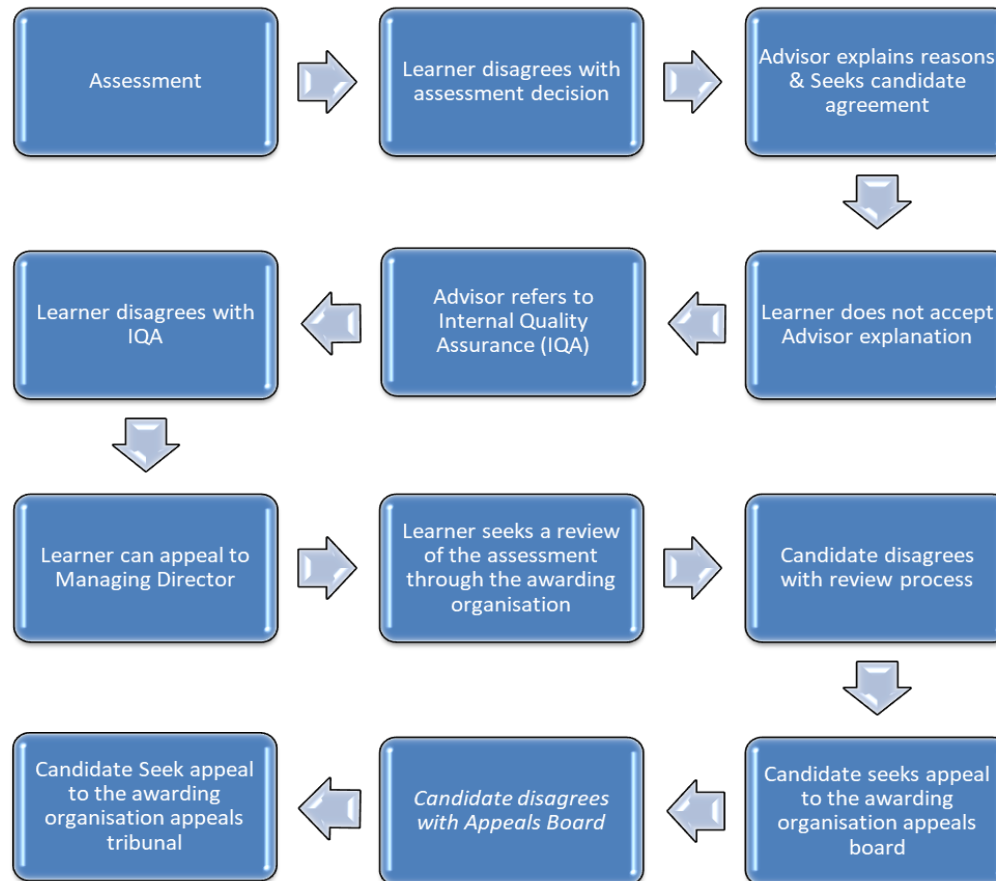 Assessment
Learner disagrees with
assessment decision
Advisor explains reasons
& Seeks candidate
agreement
Learner does not accept
Advisor explanation
Advisor refers to
Internal Quality
Assurance (IQA)
Learner disagrees with
IQA
Learner can appeal to
Managing Director
Learner seeks a review
of the assessment
through the awarding
organisation
Candidate disagrees
with review process
Candidate seeks appeal
to the awarding
organisation appeals
board
Candidate disagrees
with Appeals Board
Candidate Seek appeal
to the awarding
organisation appeals
tribunal